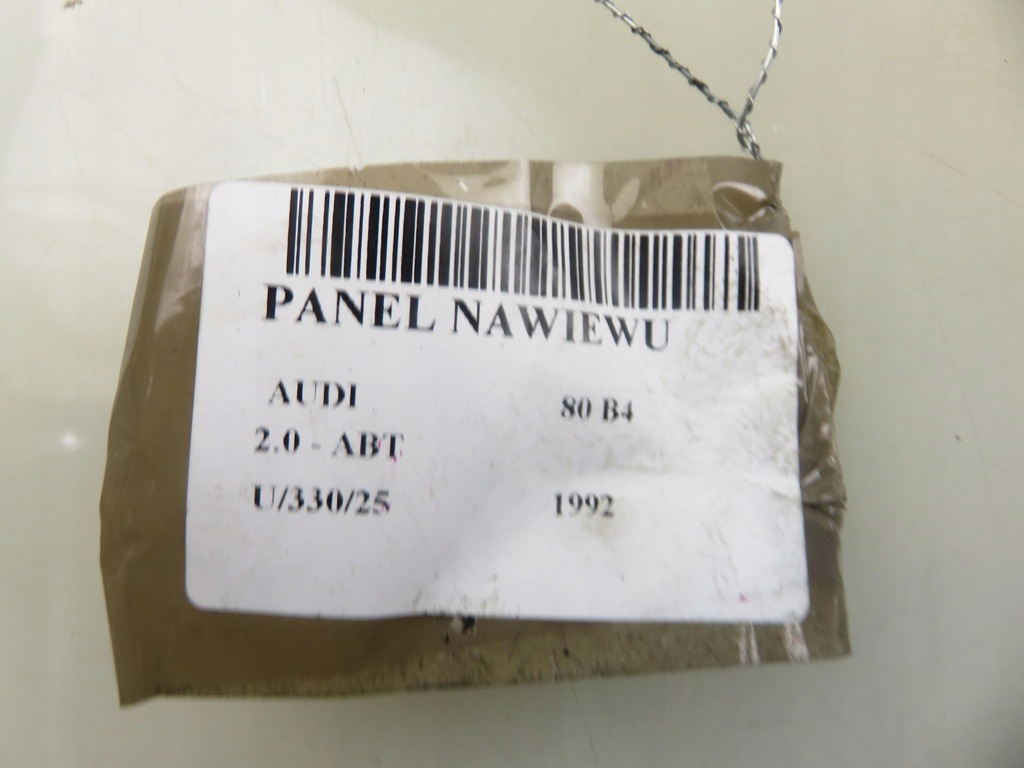 PANEL NAWIEWU
AUDI 80 B4
2.0 - ABT
U/330/25 1992